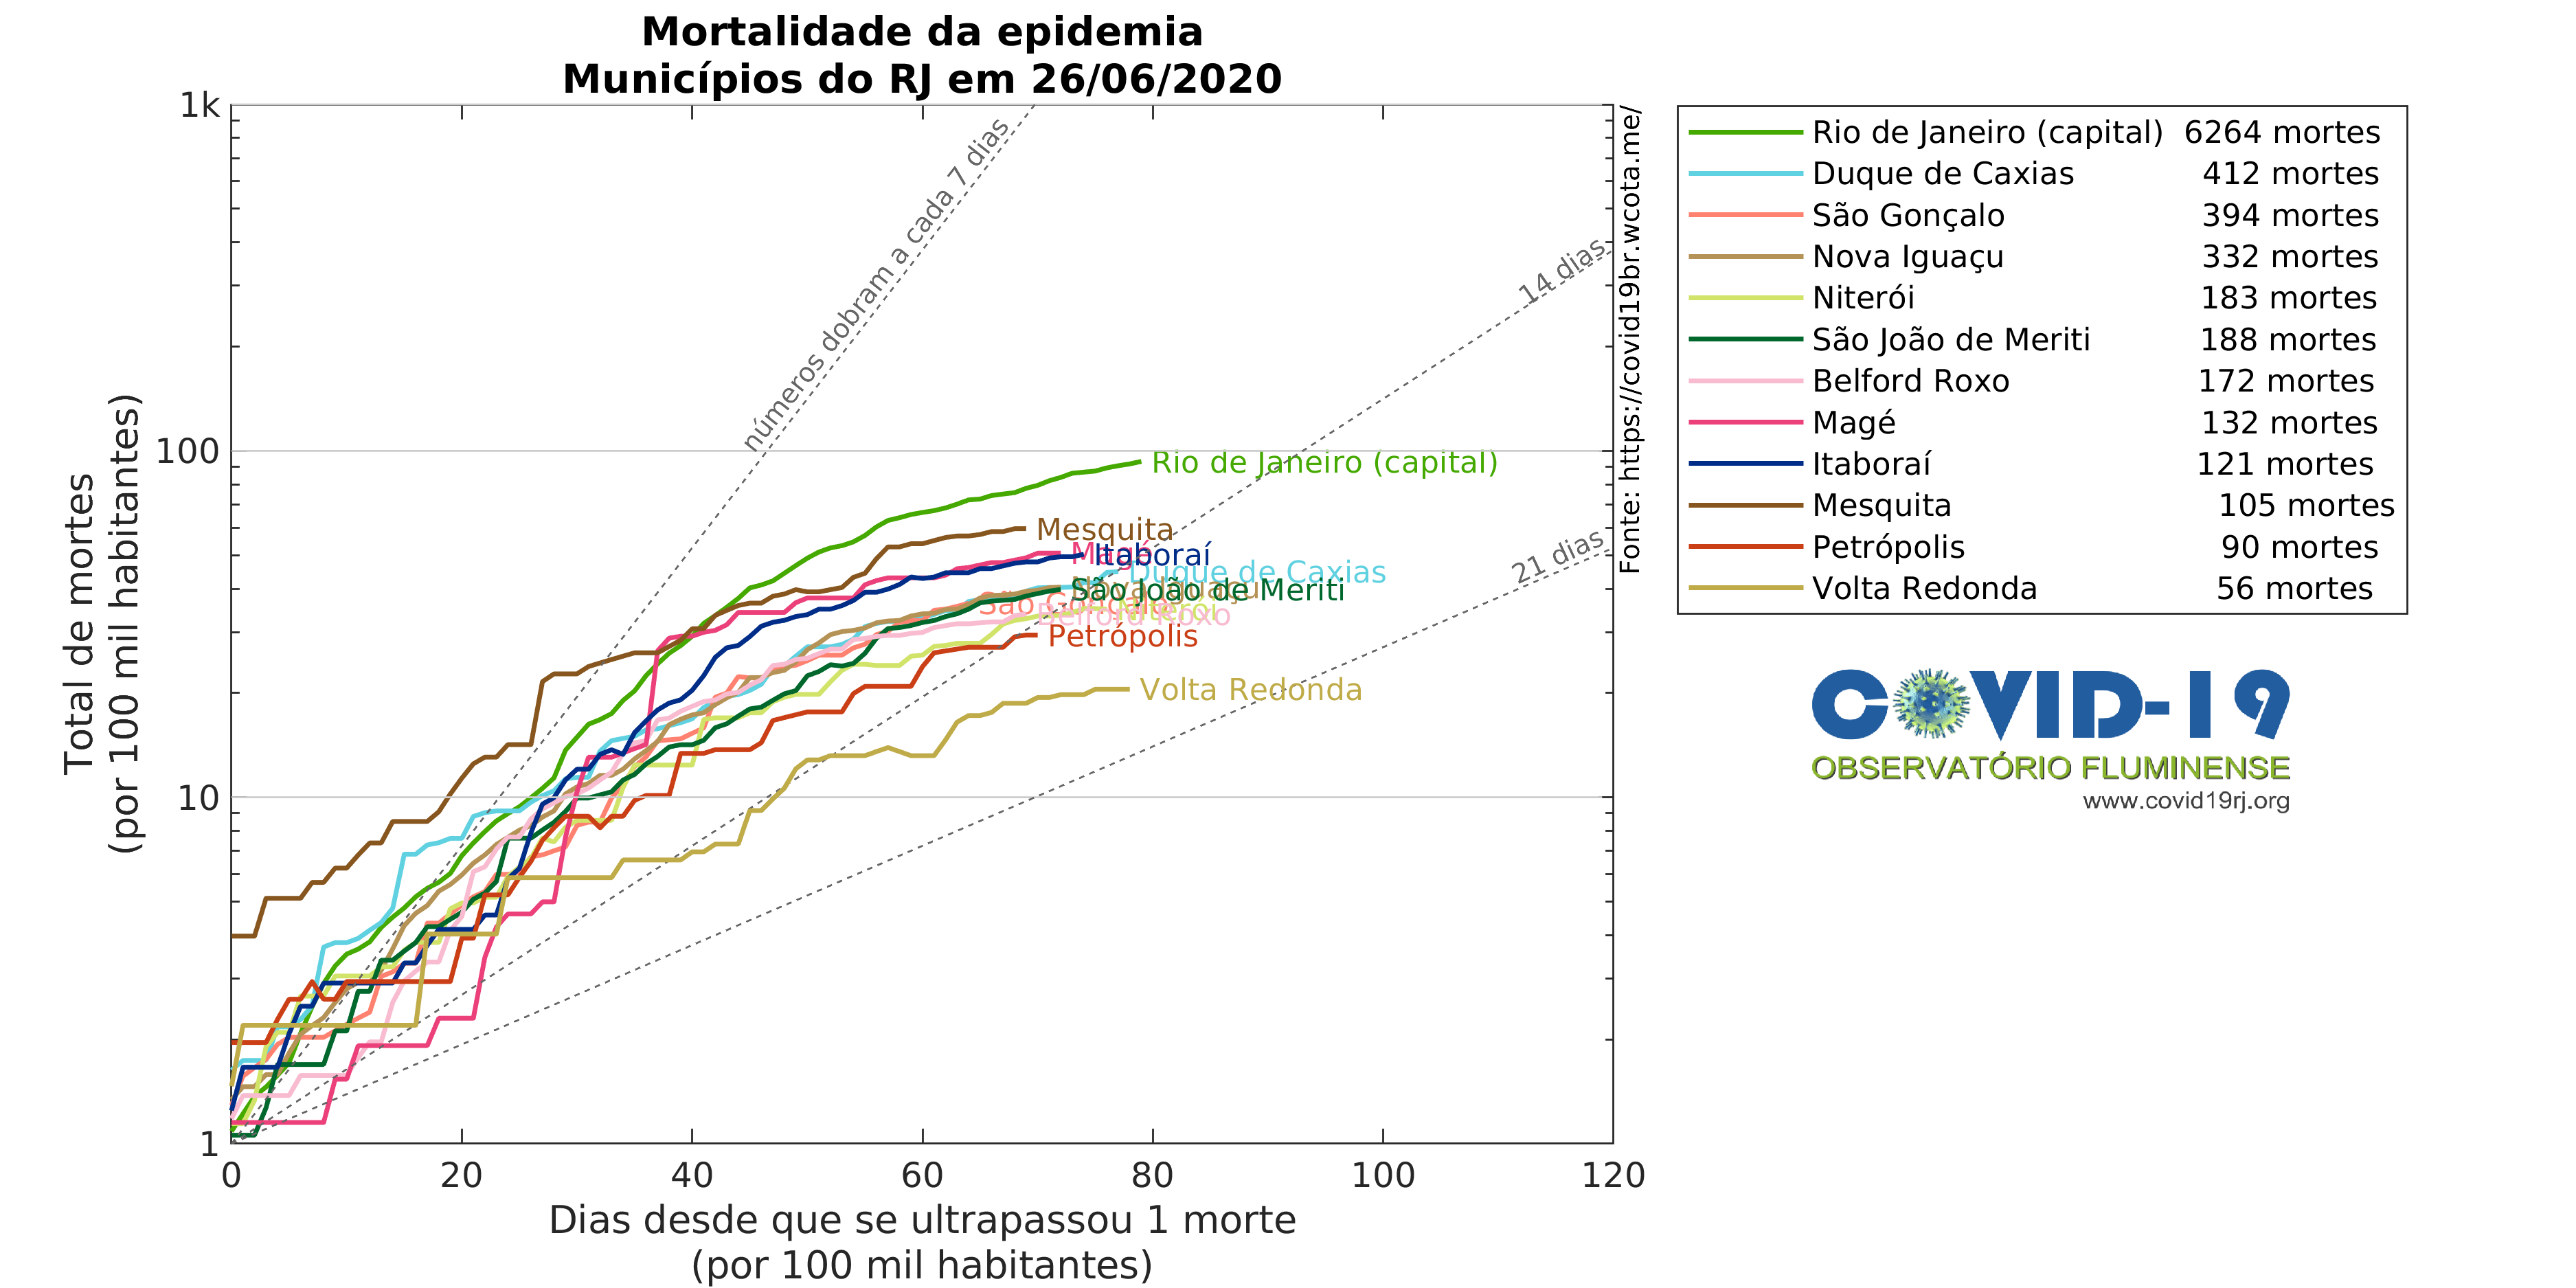 Mortalidade da epidemia
Municípios do RJ em 26/06/2020
Total de mortes
(por 100 mil habitantes)
1k
100
10
1
0 20 40 60 80 100 120
Dias desde que se ultrapassou 1 morte
(por 100 mil habitantes)
números dobram a cada 7 dias
14 dias
21 dias
Rio de Janeiro (capital)
Mesquita
Magé
Itaboraí
Duque de Caxias
Nova Iguaçu
São João de Meriti
São Gonçalo
Niterói
Belford Roxo
Petrópolis
Volta Redonda
Fonte: https://covid19br.wcota.me/
Rio de Janeiro (capital) 6264 mortes
Duque de Caxias 412 mortes
São Gonçalo 394 mortes
Nova Iguaçu 332 mortes
Niterói 183 mortes
São João de Meriti 188 mortes
Belford Roxo 172 mortes
Magé 132 mortes
Itaboraí 121 mortes
Mesquita 105 mortes
Petrópolis 90 mortes
Volta Redonda 56 mortes
COVID-19
OBSERVATÓRIO FLUMINENSE
www.covid19rj.org